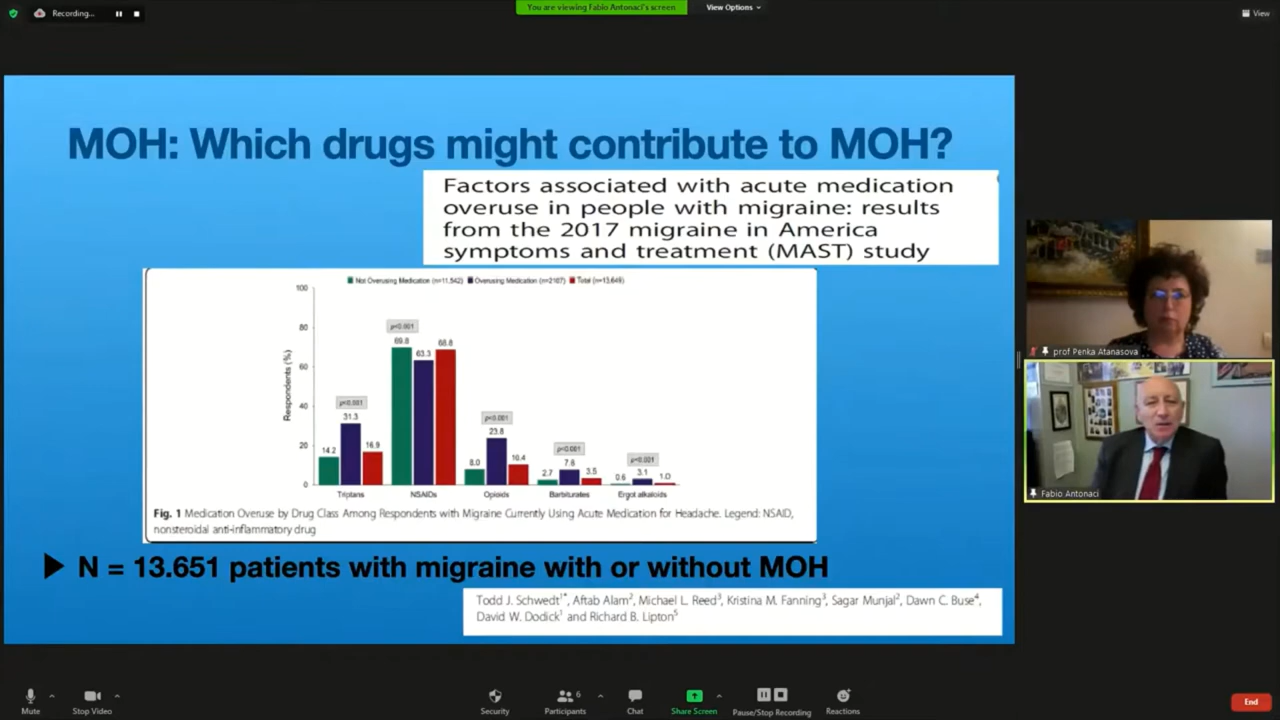 Recording...
You are viewing Fabio Antonaci's screen
View Options
View
MOH: Which drugs might contribute to MOH?
Factors associated with acute medication
overuse in people with migraine: results
from the 2017 migraine in America
symptoms and treatment (MAST) study
Not Overusing Medication (n=11,542) Overusing Medication (n=2107) Total (n=13,649)
Respondents (%)
100
80
60
40
20
0
p<0.001
14.2 31.3 16.9
Triptans
p<0.001
69.8 63.3 68.8
NSAIDs
p<0.001
8.0 23.8 10.4
Opioids
p<0.001
2.7 7.8 3.5
Barbiturates
p<0.001
0.6 3.1 1.0
Ergot alkaloids
Fig. 1 Medication Overuse by Drug Class Among Respondents with Migraine Currently Using Acute Medication for Headache. Legend: NSAID,
nonsteroidal anti-inflammatory drug
N = 13.651 patients with migraine with or without MOH
Todd J. Schwedt1*, Aftab Alam2, Michael L. Reed3, Kristina M. Fanning3, Sagar Munjal2, Dawn C. Buse4,
David W. Dodick1 and Richard B. Lipton5
prof Penka Atanasova
Fabio Antonaci
Mute
Stop Video
Security
Participants 6
Chat
Share Screen
Pause/Stop Recording
Reactions
End